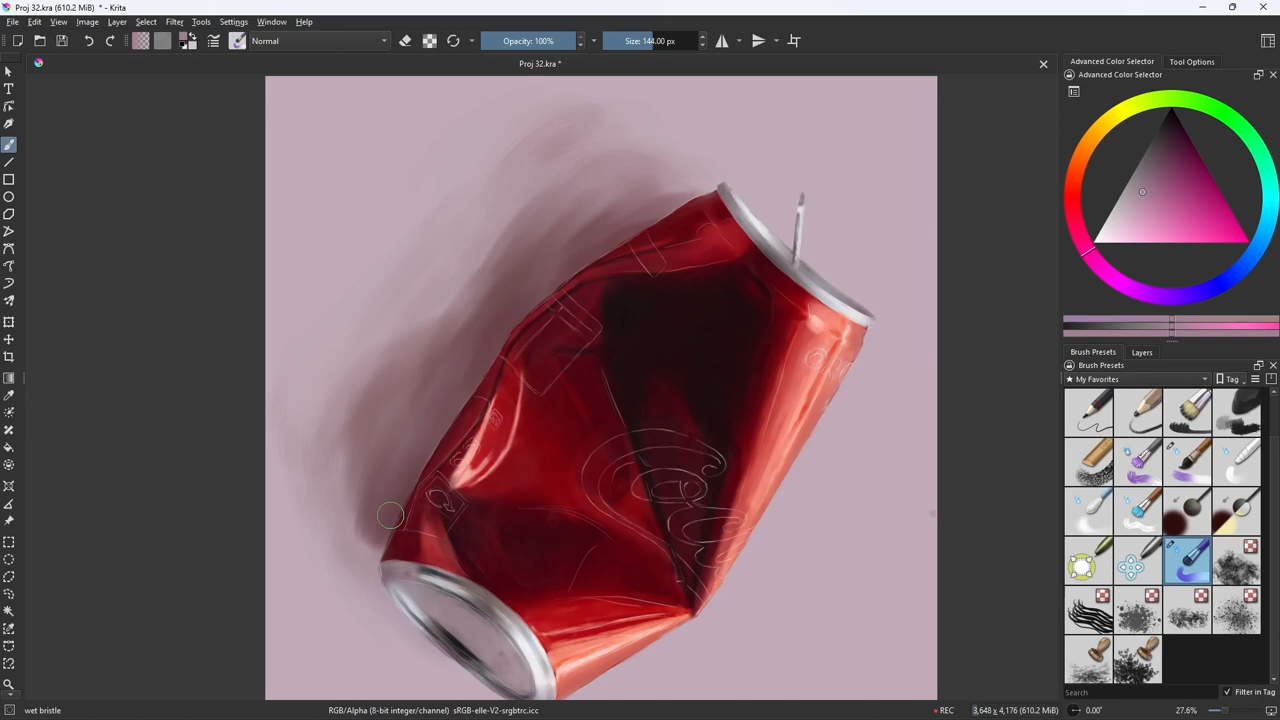 Proj 32.kra (610.2 MiB) * - Krita
File Edit View Image Layer Select Filter Tools Settings Window Help
Normal Opacity: 100% Size: 144.00 px
Proj 32.kra *
Advanced Color Selector Tool Options
Advanced Color Selector
Brush Presets Layers
Brush Presets
My Favorites Tag
Search Filter in Tag
wet bristle RGB/Alpha (8-bit integer/channel) sRGB-elle-V2-srgbtrc.icc REC 3,648 x 4,176 (610.2 MiB) 0.00° 27.6%